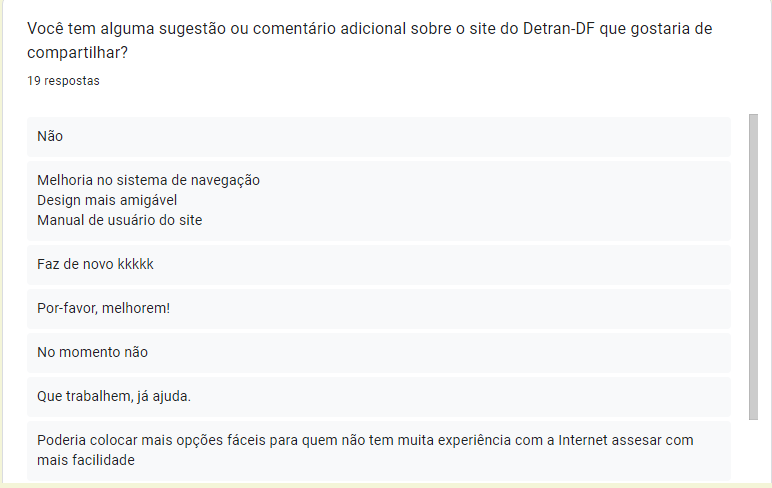 Você tem alguma sugestão ou comentário adicional sobre o site do Detran-DF que gostaria de
compartilhar?
19 respostas
Não
Melhoria no sistema de navegação
Design mais amigável
Manual de usuário do site
Faz de novo kkkkk
Por-favor, melhorem!
No momento não
Que trabalhem, já ajuda.
Poderia colocar mais opções fáceis para quem não tem muita experiência com a Internet assesar com
mais facilidade